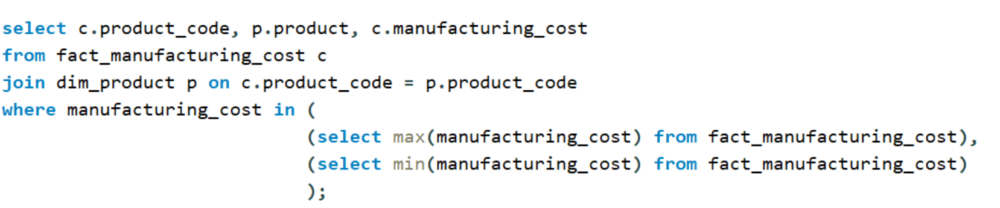 select c.product_code, p.product, c.manufacturing_cost
from fact_manufacturing_cost c
join dim_product p on c.product_code = p.product_code
where manufacturing_cost in (
(select max(manufacturing_cost) from fact_manufacturing_cost),
(select min(manufacturing_cost) from fact_manufacturing_cost)
);